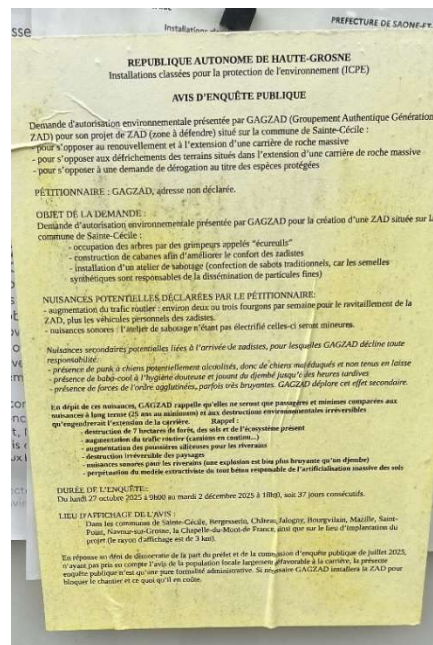 sse
Installations
PREFECTURE DE SAONE-ET
REPUBLIQUE AUTONOME DE HAUTE-GROSNE
Installations classées pour la protection de l'environnement (ICPE)
AVIS D'ENQUÊTE PUBLIQUE
Demande d'autorisation environnementale présentée par GAGZAD (Groupement Authentique Génération
ZAD) pour son projet de ZAD (zone à défendre) situé sur la commune de Sainte-Cécile :
- pour s'opposer au renouvellement et à l'extension d'une carrière de roche massive
- pour s'opposer aux défrichements des terrains situés dans l'extension d'une carrière de roche massive
- pour s'opposer à une demande de dérogation au titre des espèces protégées
PÉTITIONNAIRE : GAGZAD, adresse non déclarée.
OBJET DE LA DEMANDE :
Demande d'autorisation environnementale présentée par GAGZAD pour la création d'une ZAD située sur la
commune de Sainte-Cécile :
- occupation des arbres par des grimpeurs appelés "écureuils"
- construction de cabanes afin d'améliorer le confort des zadistes
- installation d'un atelier de sabotage (confection de sabots traditionnels, car les semelles
synthétiques sont responsables de la dissémination de particules fines)
NUISANCES POTENTIELLES DÉCLARÉES PAR LE PÉTITIONNAIRE:
- augmentation du trafic routier : environ deux ou trois fourgons par semaine pour le ravitaillement de la
ZAD, plus les véhicules personnels des zadistes.
- nuisances sonores : l'atelier de sabotage n'étant pas électrifié celles-ci seront mineures.
Nuisances secondaires potentielles liées à l'arrivée de zadistes, pour lesquelles GAGZAD décline toute
responsabilité:
- présence de punk à chiens potentiellement alcoolisés, donc de chiens mal éduqués et non tenus en laisse
- présence de baba-cool à l'hygiène douteuse et jouant du djembé jusqu'à des heures tardives
- présence de forces de l'ordre agglutinées, parfois très bruyantes. GAGZAD déplore cet effet secondaire.
En dépit de ces nuisances, GAGZAD rappelle qu'elles ne seront que passagères et minimes comparées aux
nuisances à long terme (25 ans au minimum) et aux destructions environnementales irréversibles
qu'engendrerait l'extension de la carrière. Rappel :
- destruction de 7 hectares de forêt, des sols et de l'écosystème présent
- augmentation du trafic routier (camions en continu...)
- augmentation des poussières siliceuses pour les riverains
- destruction irréversible des paysages
- nuisances sonores pour les riverains (une explosion est bien plus bruyante qu'un djembé)
- perpétuation du modèle extractiviste du tout béton responsable de l'artificialisation massive des sols
DURÉE DE L'ENQUÊTE:
Du lundi 27 octobre 2025 à 9h00 au mardi 2 décembre 2025 à 18h0, soit 37 jours consécutifs.
LIEU D'AFFICHAGE DE L'AVIS :
Dans les communes de Sainte-Cécile, Bergesserin, Château, Jalogny, Bourgvilain, Mazille, Saint-
Point, Navour-sur-Grosne, la Chapelle-du-Mont-de France, ainsi que sur le lieu d'implantation du
projet (le rayon d'affichage est de 3 km).
En réponse au déni de démocratie de la part du préfet et de la commission d'enquête publique de juillet 2025,
n'ayant pas pris en compte l'avis de la population locale largement défavorable à la carrière, la présente
enquête publique n'est qu'une pure formalité administrative. Si nécessaire GAGZAD installera la ZAD pour
bloquer le chantier et ce quoi qu'il en coûte.